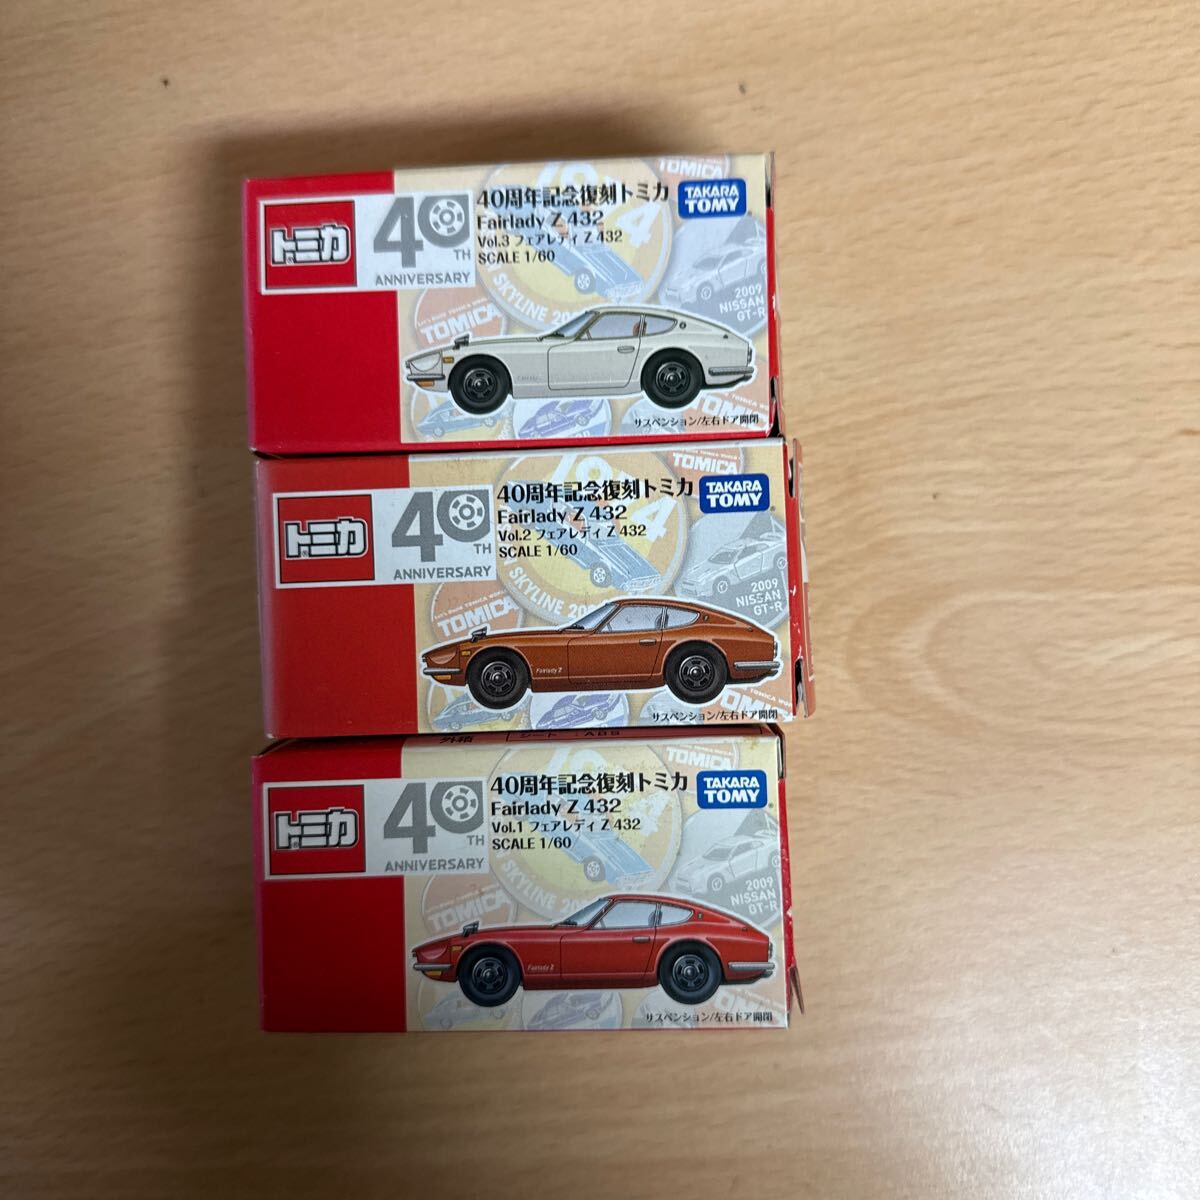 トミカ
40TH
ANNIVERSARY
40周年記念復刻トミカ
Fairlady Z 432
Vol.3 フェアレディ Z 432
SCALE 1/60
TAKARA
TOMY
TOMICA
SKYLINE
2009
NISSAN
GT-R
TOMICA
サスペンション/左右ドア開閉
トミカ
40TH
ANNIVERSARY
40周年記念復刻トミカ
Fairlady Z 432
Vol.2 フェアレディ Z 432
SCALE 1/60
TAKARA
TOMY
TOMICA
SKYLINE
2009
NISSAN
GT-R
TOMICA
Fairlady Z
サスペンション/左右ドア開閉
シート :ABS
トミカ
40TH
ANNIVERSARY
40周年記念復刻トミカ
Fairlady Z 432
Vol.1 フェアレディ Z 432
SCALE 1/60
TAKARA
TOMY
TOMICA
SKYLINE
2009
NISSAN
GT-R
TOMICA
Fairlady Z
サスペンション/左右ドア開閉